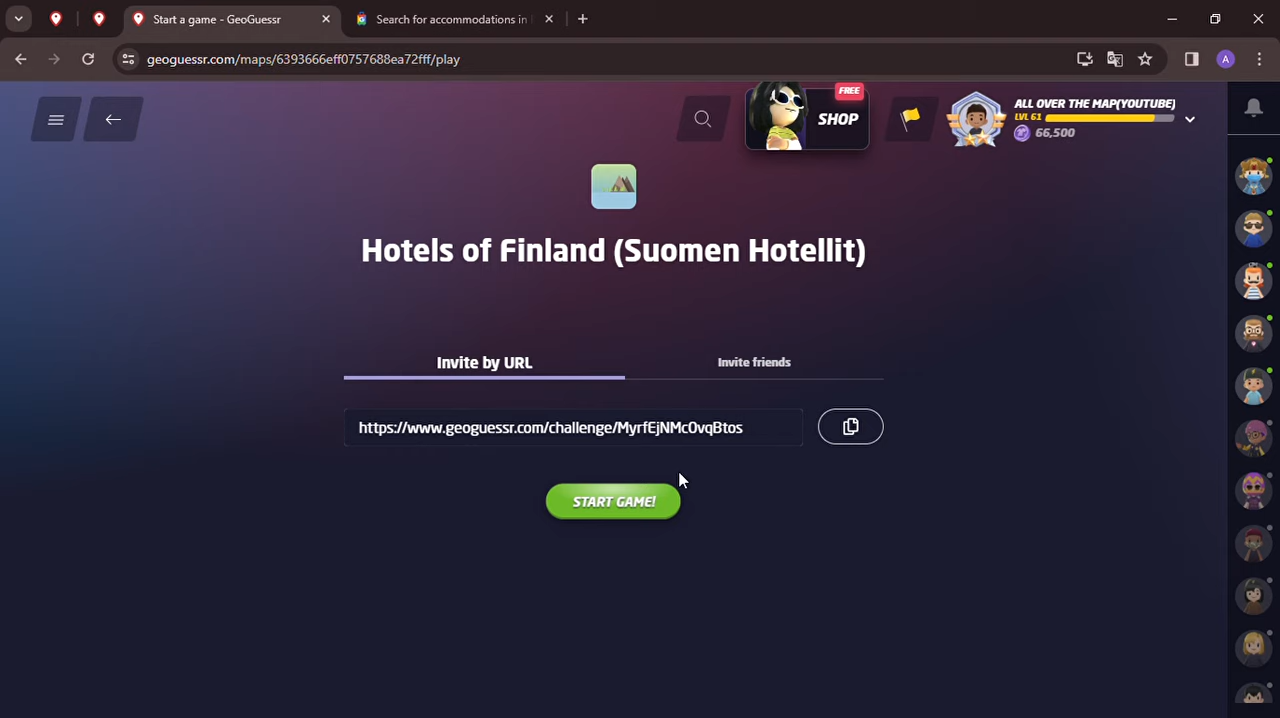 Start a game - GeoGuessr
Search for accommodations in
geoguessr.com/maps/6393666eff0757688ea72fff/play
A
FREE
SHOP
ALL OVER THE MAP(YOUTUBE)
LVL 61
66,500
Hotels of Finland (Suomen Hotellit)
Invite by URL
Invite friends
https://www.geoguessr.com/challenge/MyrfEjNMc0vqBtos
START GAME!